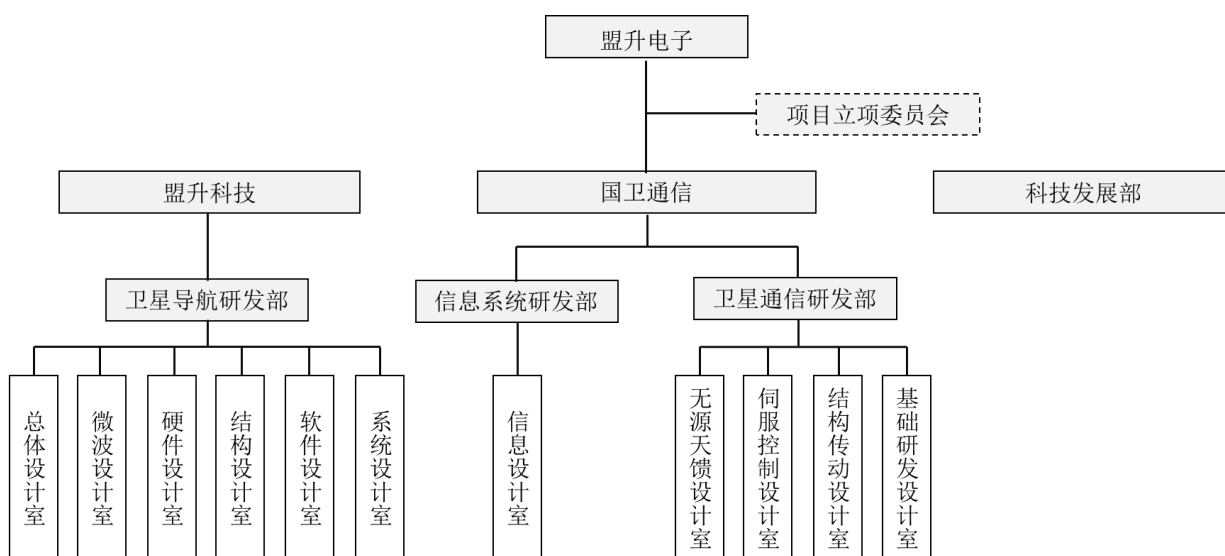 盟升电子
项目立项委员会
盟升科技
国卫通信
科技发展部
卫星导航研发部
信息系统研发部
卫星通信研发部
总体设计室
微波设计室
硬件设计室
结构设计室
软件设计室
系统设计室
信息设计室
无源天馈设计室
伺服控制设计室
结构传动设计室
基础研发设计室